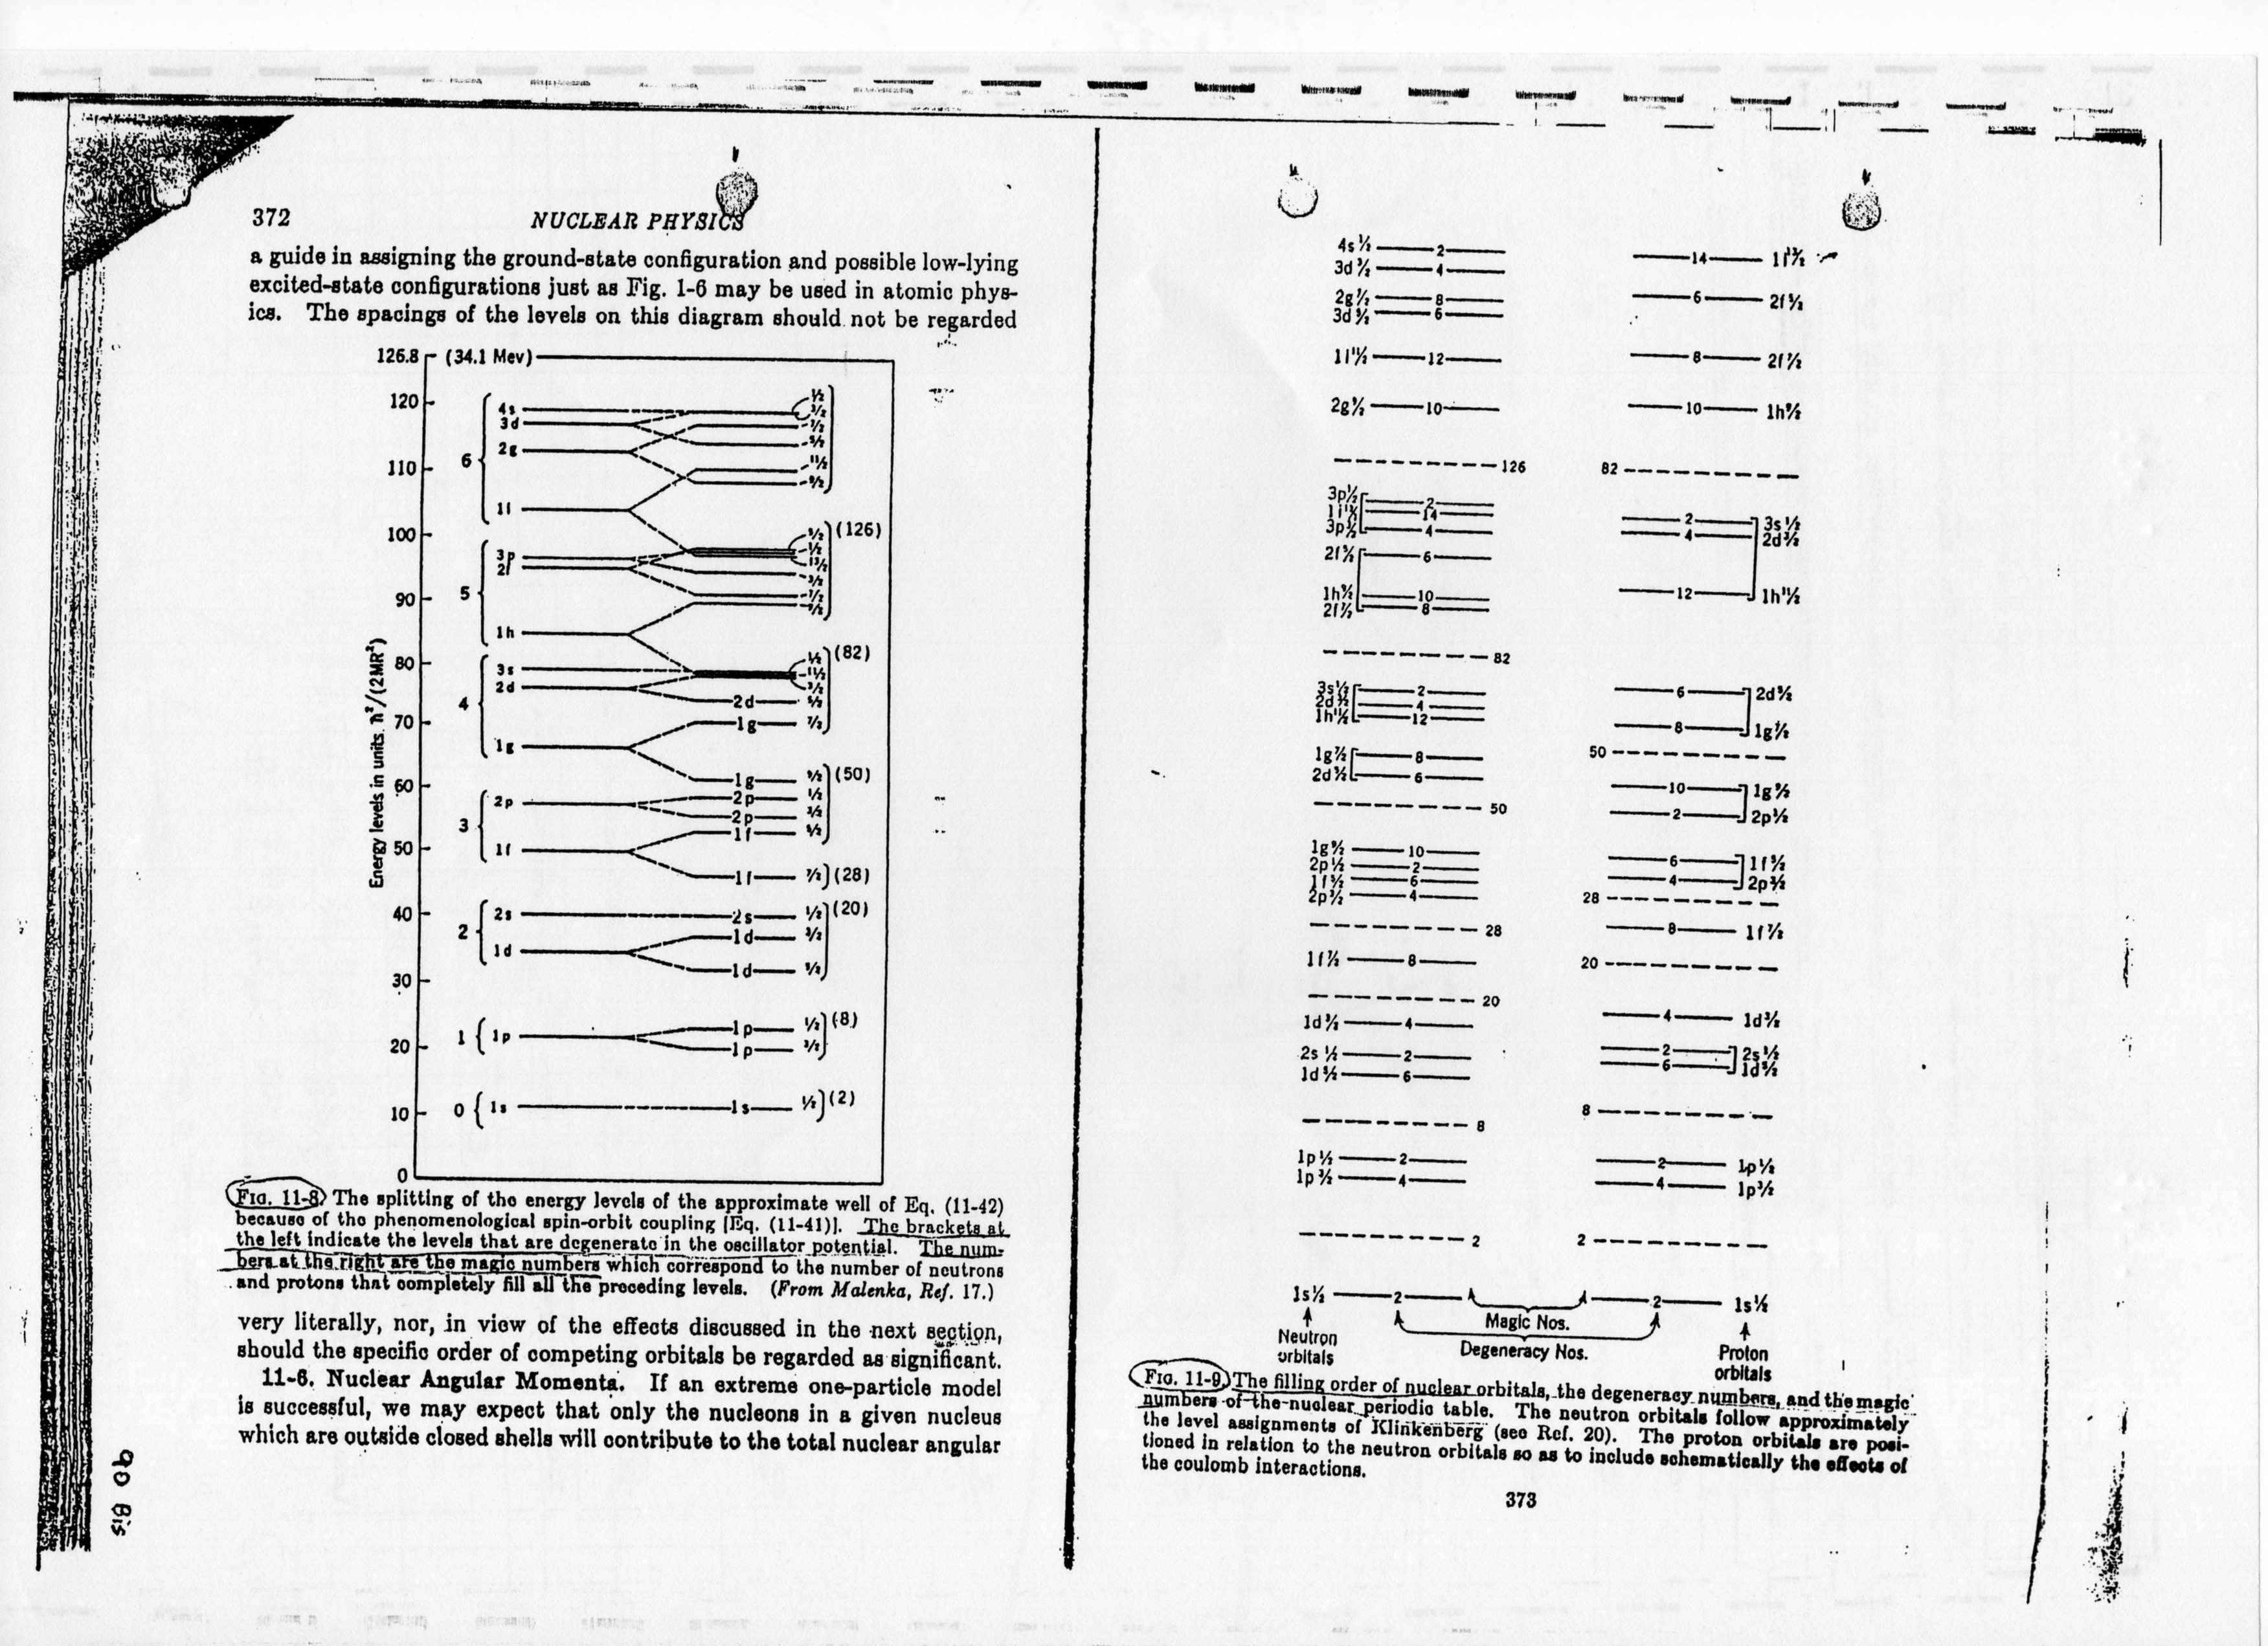 372
NUCLEAR PHYSICS
a guide in assigning the ground-state configuration and possible low-lying
excited-state configurations just as Fig. 1-6 may be used in atomic phys-
ics. The spacings of the levels on this diagram should not be regarded
126.8 (34.1 Mev)
120
110
100
90
80
70
60
50
40
30
20
10
0
Energy levels in units ħ²/(2MR²)
6 4s 3d 2g 1i
½ 3/2 7/2 5/2 11/2 9/2
5 3p 2f 1h
(126)
4 3s 2d 1g
(82)
2d 5/2
1g 7/2
1g 9/2 (50)
3 2p 1f
2p ½
2p 3/2
1f 5/2
1f 7/2 (28)
2 2s 1d
2s ½ (20)
1d 3/2
1d 5/2
1 1p
1p ½ (8)
1p 3/2
0 1s 1s ½ (2)
FIG. 11-8. The splitting of the energy levels of the approximate well of Eq. (11-42)
because of the phenomenological spin-orbit coupling [Eq. (11-41)]. The brackets at
the left indicate the levels that are degenerate in the oscillator potential. The num-
bers at the right are the magic numbers which correspond to the number of neutrons
and protons that completely fill all the preceding levels. (From Malenka, Ref. 17.)
very literally, nor, in view of the effects discussed in the next section,
should the specific order of competing orbitals be regarded as significant.
11-6. Nuclear Angular Momenta. If an extreme one-particle model
is successful, we may expect that only the nucleons in a given nucleus
which are outside closed shells will contribute to the total nuclear angular
90 Bis
4s ½ 2
3d 3/2 4
2g 7/2 8
3d 5/2 6
1i 11/2 12
2g 9/2 10
126
3p ½ 2
1i 13/2 14
3p 3/2 4
2f 5/2 6
1h 9/2 10
2f 7/2 8
82
3s ½ 2
2d 3/2 4
1h 11/2 12
1g 7/2 8
2d 5/2 6
50
1g 9/2 10
2p ½ 2
1f 5/2 6
2p 3/2 4
28
1f 7/2 8
20
1d 3/2 4
2s ½ 2
1d 5/2 6
8
1p ½ 2
1p 3/2 4
2
1s ½ 2
Neutron
orbitals
14 1i 13/2
6 2f 5/2
8 2f 7/2
10 1h 9/2
82
2 3s ½
4 2d 3/2
12 1h 11/2
6 2d 5/2
8 1g 7/2
50
10 1g 9/2
2 2p ½
6 1f 5/2
4 2p 3/2
28
8 1f 7/2
20
4 1d 3/2
2 2s ½
6 1d 5/2
8
2 1p ½
4 1p 3/2
2
2 1s ½
Magic Nos.
Degeneracy Nos.
Proton
orbitals
FIG. 11-9. The filling order of nuclear orbitals, the degeneracy numbers, and the magic
numbers of the nuclear periodic table. The neutron orbitals follow approximately
the level assignments of Klinkenberg (see Ref. 20). The proton orbitals are posi-
tioned in relation to the neutron orbitals so as to include schematically the effects of
the coulomb interactions.
373